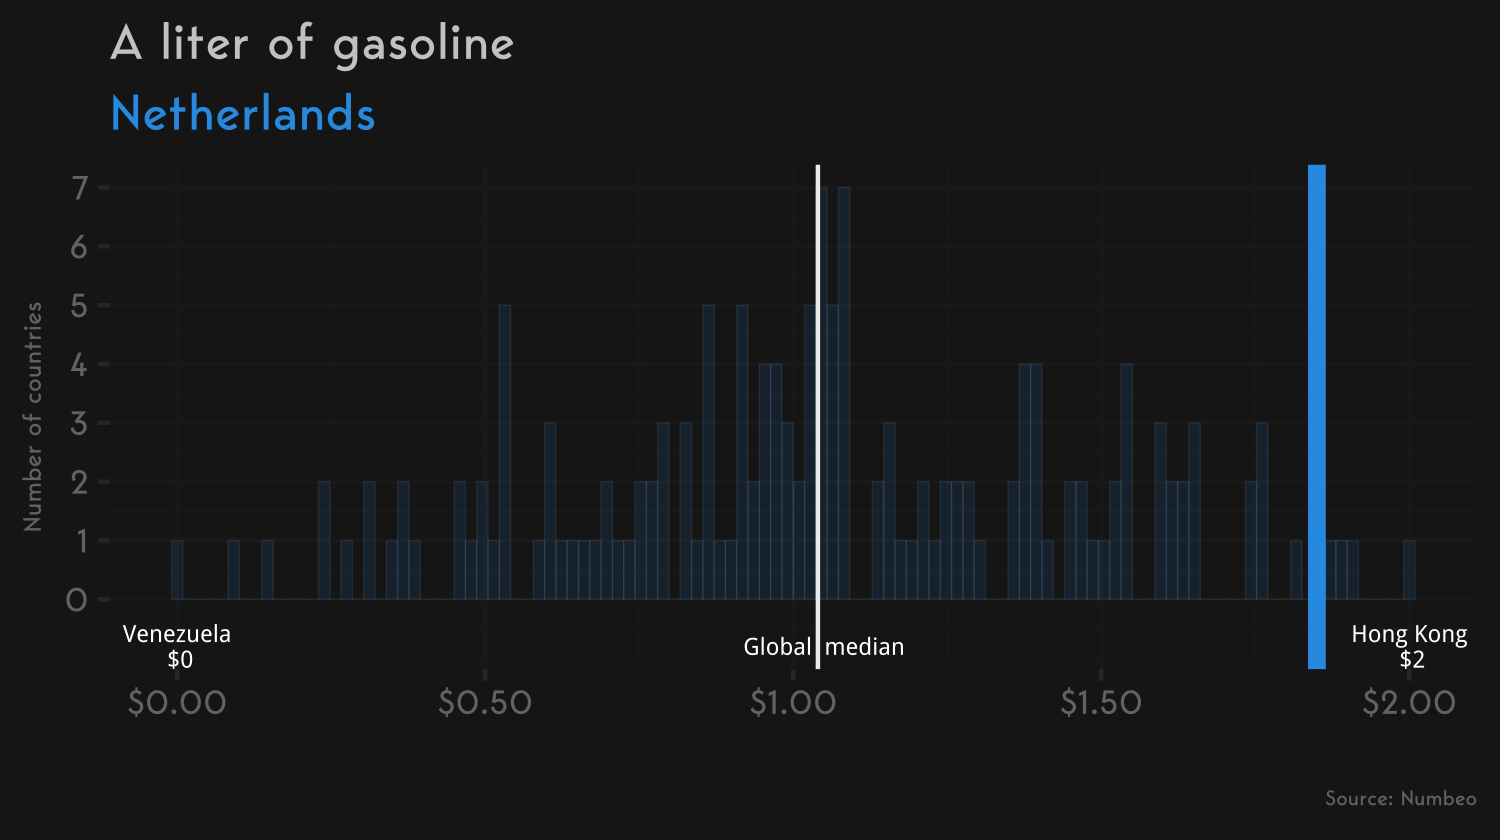 A liter of gasoline
Netherlands
Number of countries
7
6
5
4
3
2
1
0
Venezuela
$0
Global median
Hong Kong
$2
$0.00 $0.50 $1.00 $1.50 $2.00
Source: Numbeo